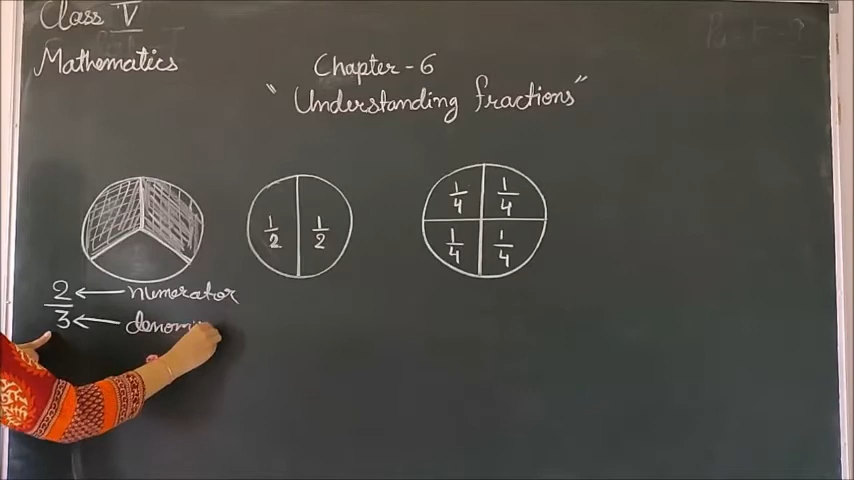 Class V
Mathematics
Chapter - 6
" Understanding fractions "
1/2 1/2
1/4 1/4
1/4 1/4
2 ← numerator
3 ← denomi